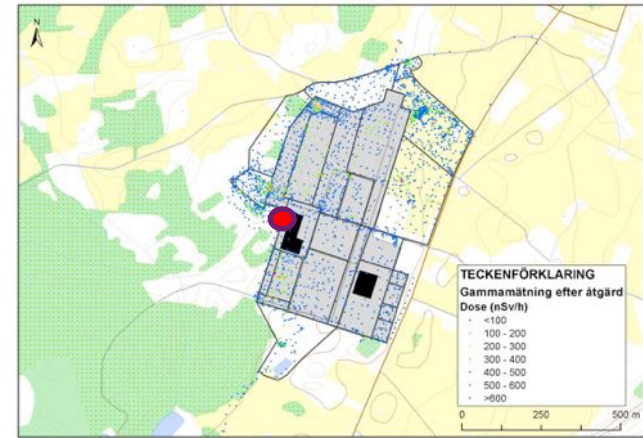 N
TECKENFÖRKLARING
Gammamätning efter åtgärd
Dose (nSv/h)
<100
100 - 200
200 - 300
300 - 400
400 - 500
500 - 600
>600
0 250 500 m